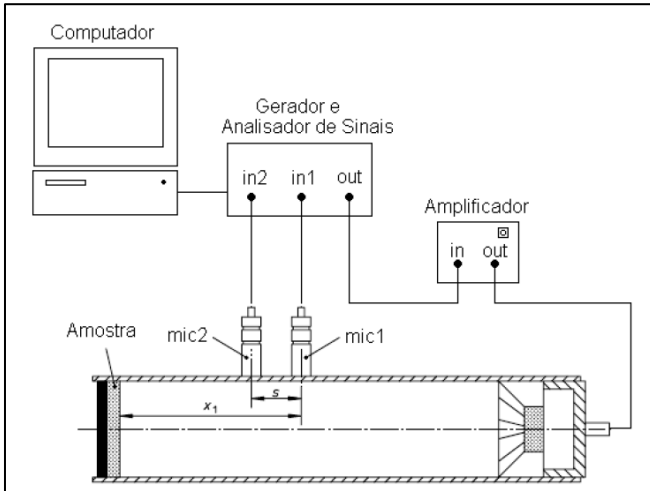 Computador
Gerador e
Analisador de Sinais
in2 in1 out
Amplificador
in out
Amostra
mic2
mic1
s
x1